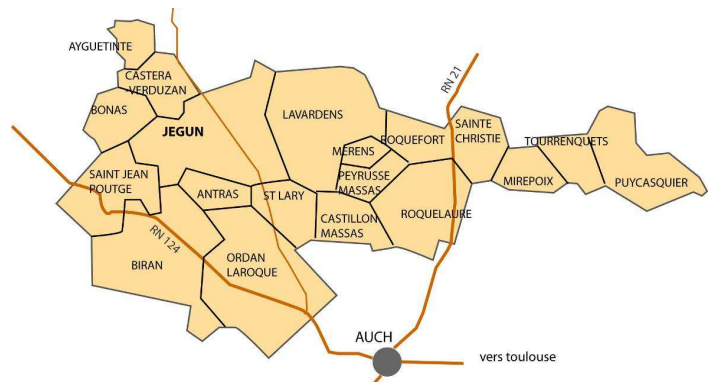 AYGUETINTE
CASTERA
VERDUZAN
BONAS
JEGUN
LAVARDENS
RN 21
ROQUEFORT
SAINTE
CHRISTIE
TOURRENQUETS
MERENS
PEYRUSSE
MASSAS
MIREPOIX
PUYCASQUIER
SAINT JEAN
POUTGE
ANTRAS
ST LARY
CASTILLON
MASSAS
ROQUELAURE
RN 124
BIRAN
ORDAN
LAROQUE
AUCH
vers toulouse